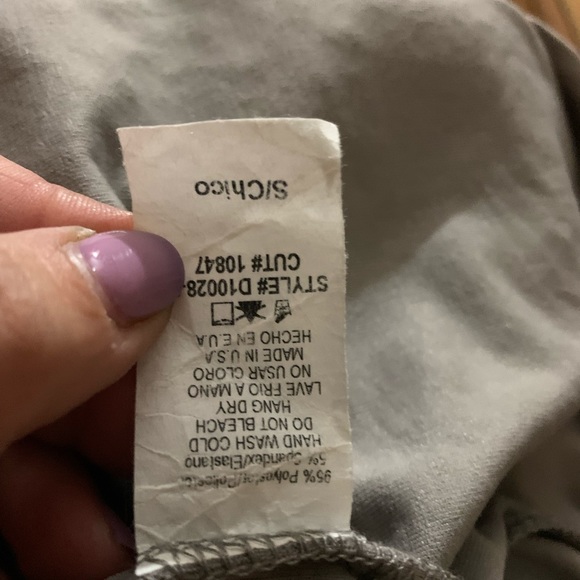 95% Polyester/Poliester
5% Spandex/Elastano
HAND WASH COLD
DO NOT BLEACH
HANG DRY
LAVE FRIO A MANO
NO USAR CLORO
MADE IN U.S.A
HECHO EN E.U.A
STYLE# D10028-
CUT# 10847
S/Chico